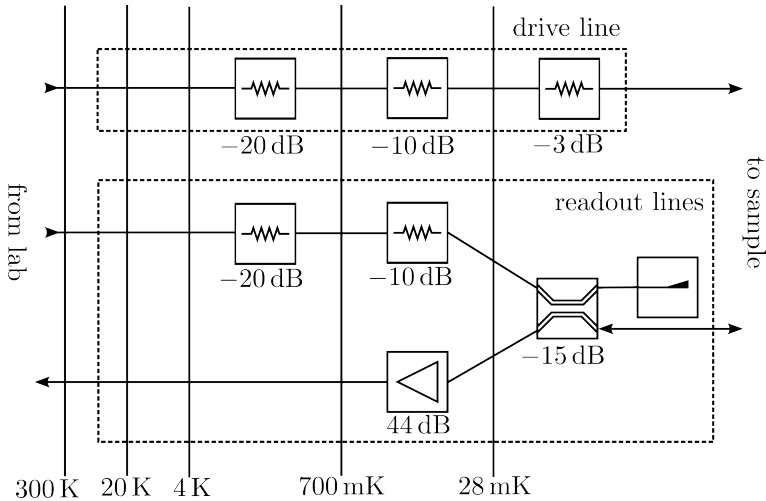 drive line
−20 dB
−10 dB
−3 dB
from lab
to sample
readout lines
−20 dB
−10 dB
−15 dB
44 dB
300 K
20 K
4 K
700 mK
28 mK